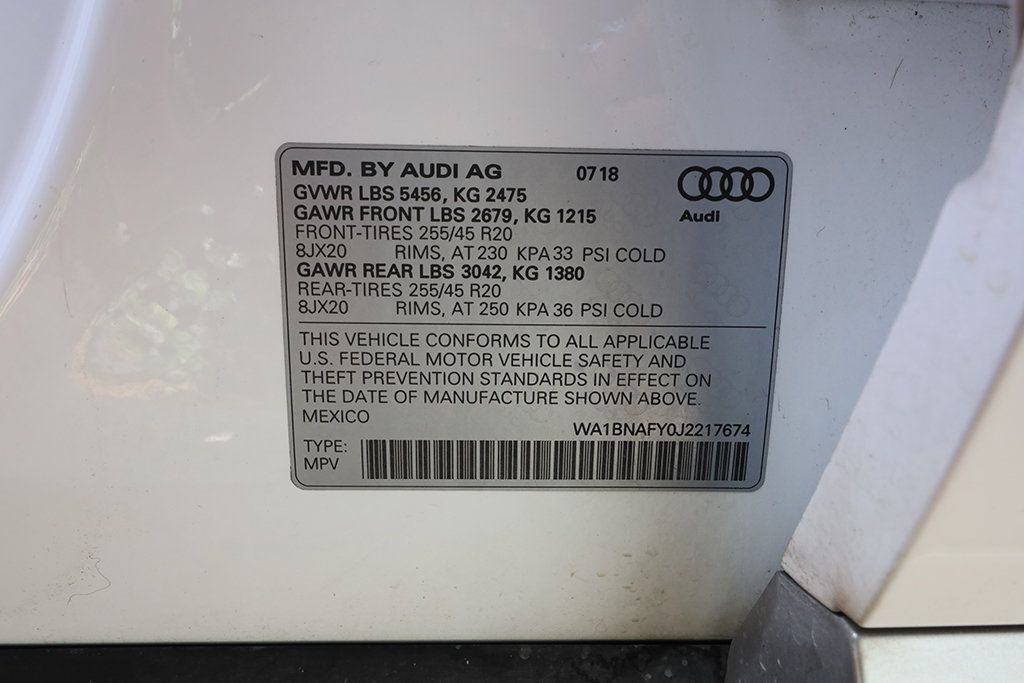 MFD. BY AUDI AG 0718
GVWR LBS 5456, KG 2475
GAWR FRONT LBS 2679, KG 1215
Audi
FRONT-TIRES 255/45 R20
8JX20 RIMS, AT 230 KPA 33 PSI COLD
GAWR REAR LBS 3042, KG 1380
REAR-TIRES 255/45 R20
8JX20 RIMS, AT 250 KPA 36 PSI COLD
THIS VEHICLE CONFORMS TO ALL APPLICABLE
U.S. FEDERAL MOTOR VEHICLE SAFETY AND
THEFT PREVENTION STANDARDS IN EFFECT ON
THE DATE OF MANUFACTURE SHOWN ABOVE.
MEXICO
WA1BNAFY0J2217674
TYPE:
MPV